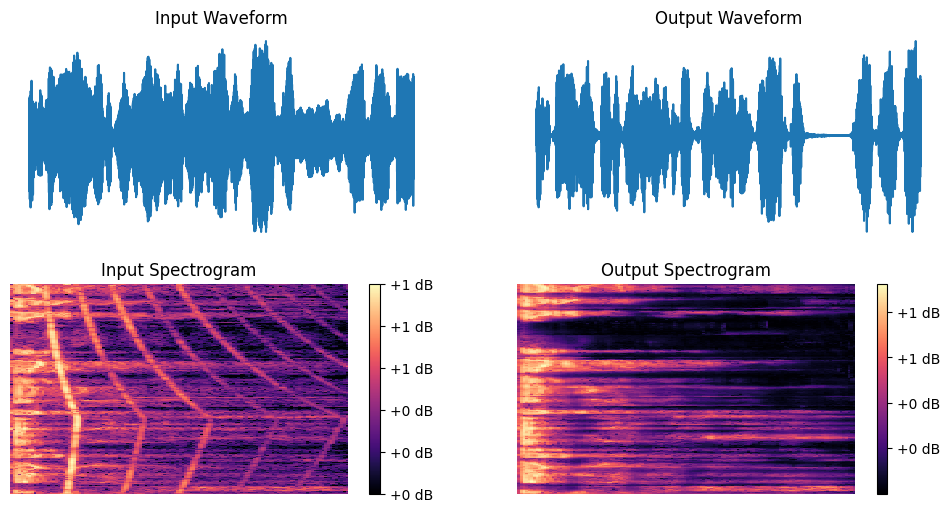 Input Waveform
Output Waveform
Input Spectrogram
+1 dB
+1 dB
+1 dB
+0 dB
+0 dB
+0 dB
Output Spectrogram
+1 dB
+1 dB
+0 dB
+0 dB